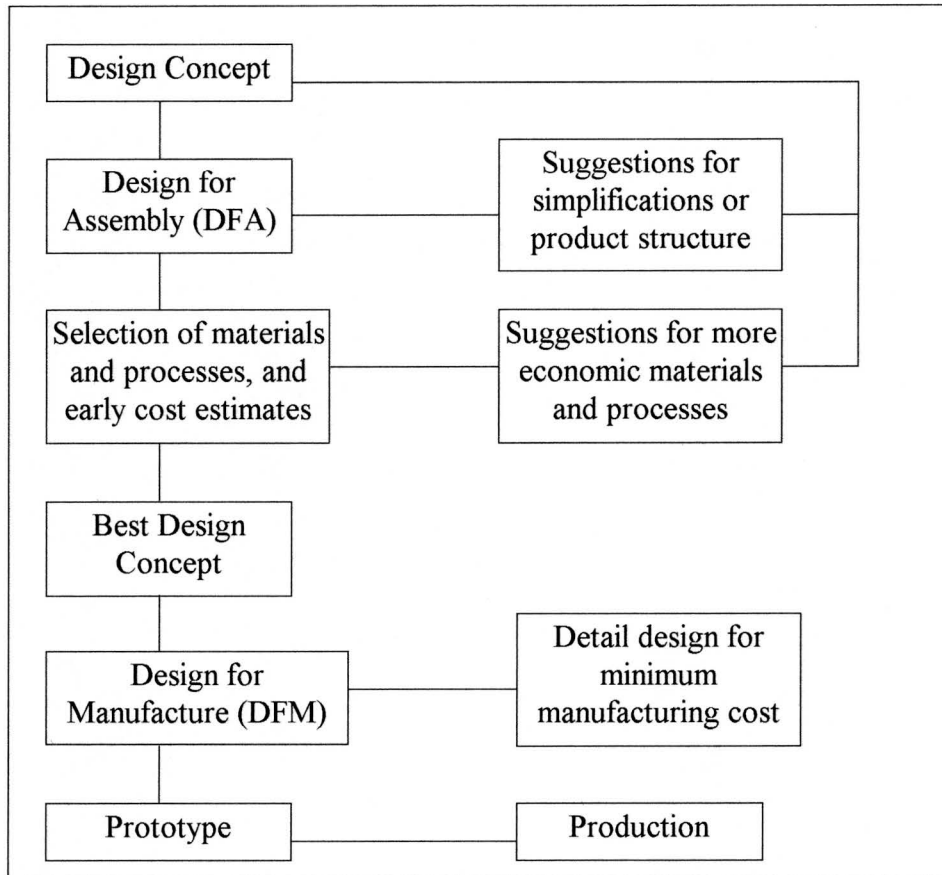 Design Concept
Design for
Assembly (DFA)
Suggestions for
simplifications or
product structure
Selection of materials
and processes, and
early cost estimates
Suggestions for more
economic materials
and processes
Best Design
Concept
Design for
Manufacture (DFM)
Detail design for
minimum
manufacturing cost
Prototype
Production